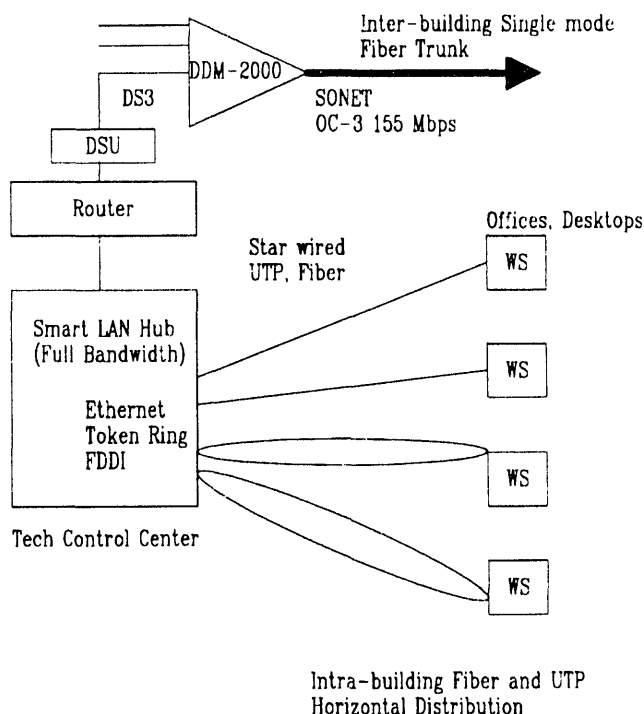 Inter-building Single mode
Fiber Trunk
DDM-2000
DS3
SONET
OC-3 155 Mbps
DSU
Router
Offices, Desktops
Star wired
UTP, Fiber
WS
Smart LAN Hub
(Full Bandwidth)
WS
Ethernet
Token Ring
FDDI
WS
Tech Control Center
WS
Intra-building Fiber and UTP
Horizontal Distribution